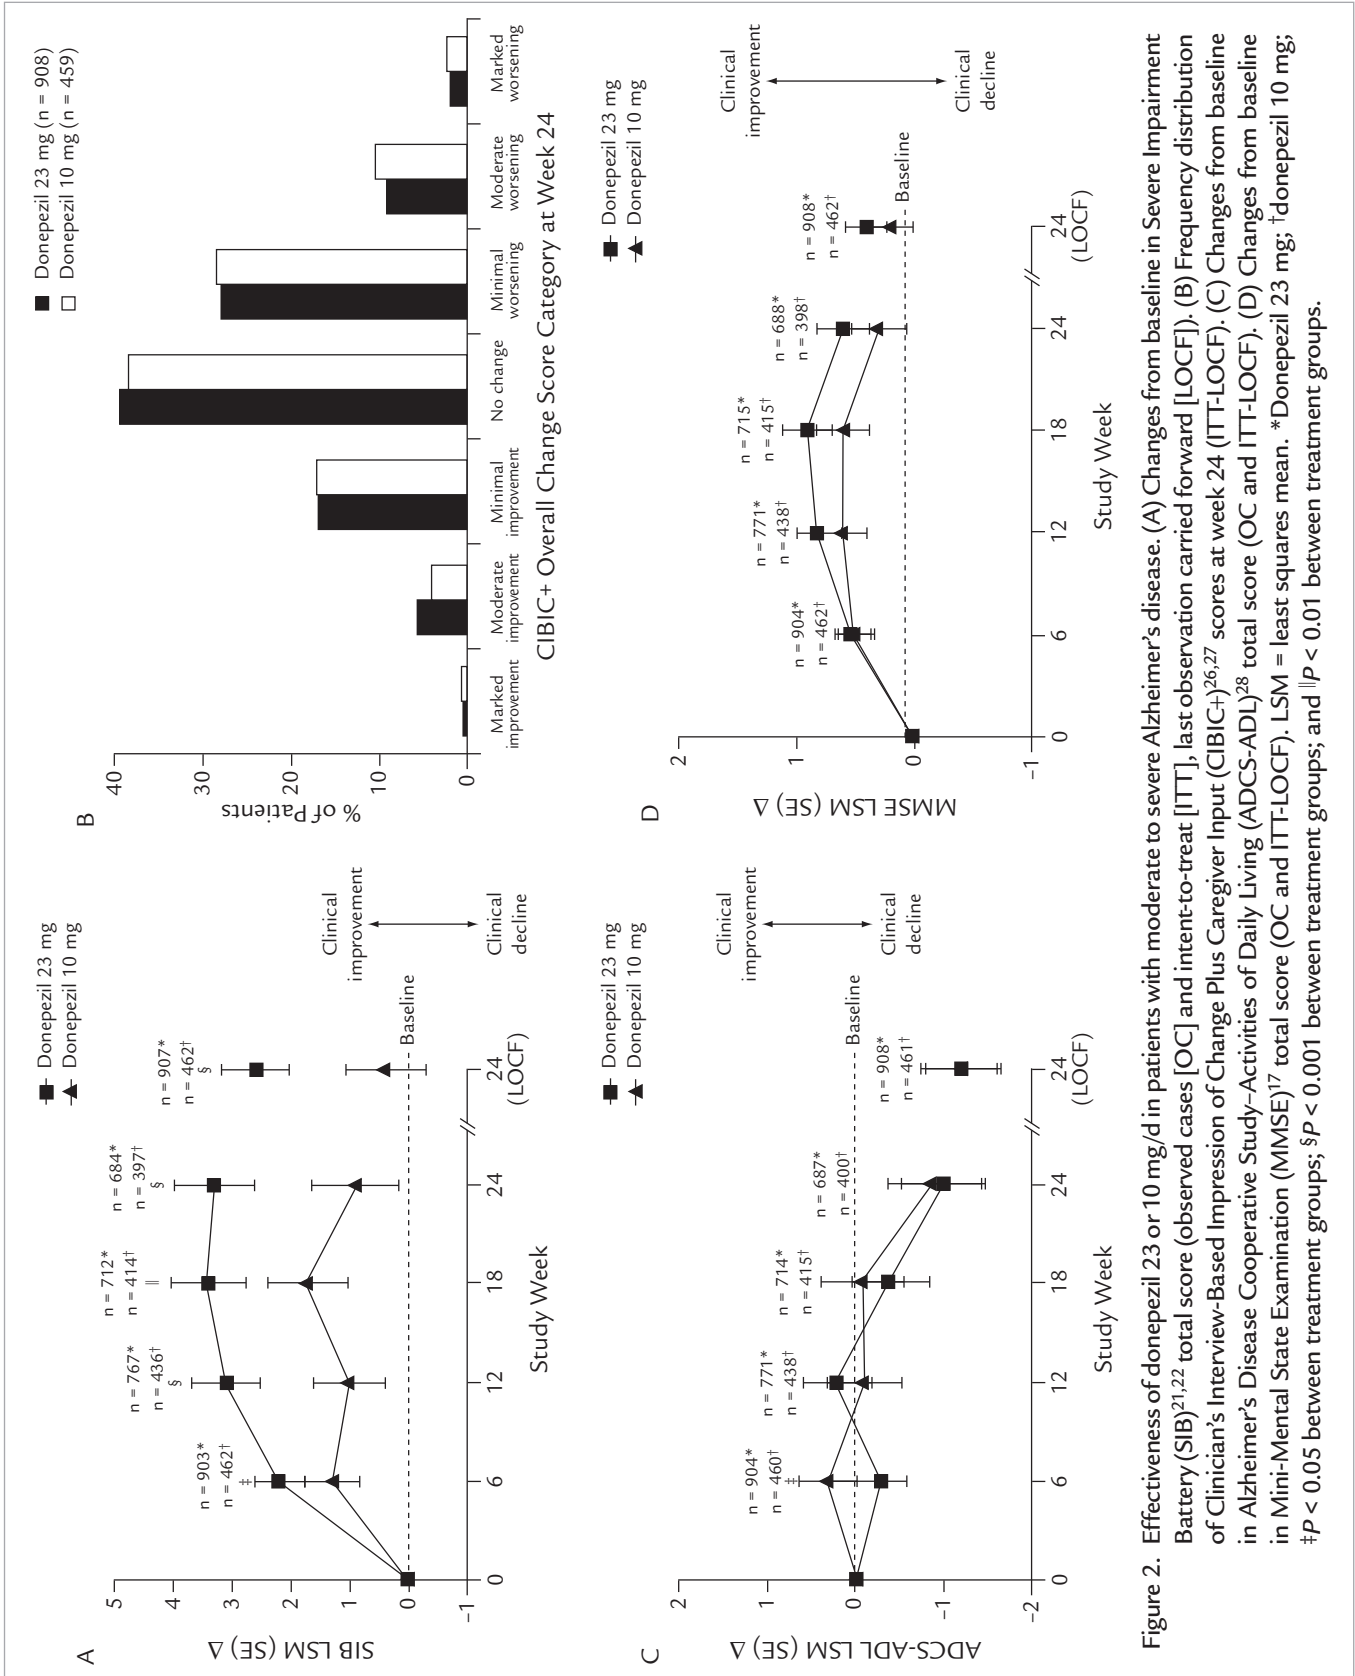 A
Donepezil 23 mg
Donepezil 10 mg
SIB LSM (SE) Δ
5
4
3
2
1
0
−1
n = 903*
n = 462†
‡
n = 767*
n = 436†
§
n = 712*
n = 414†
||
n = 684*
n = 397†
§
n = 907*
n = 462†
§
Baseline
Clinical
improvement
Clinical
decline
0
6
12
18
24
24
(LOCF)
Study Week
B
Donepezil 23 mg (n = 908)
Donepezil 10 mg (n = 459)
% of Patients
40
30
20
10
0
Marked
improvement
Moderate
improvement
Minimal
improvement
No change
Minimal
worsening
Moderate
worsening
Marked
worsening
CIBIC+ Overall Change Score Category at Week 24
C
Donepezil 23 mg
Donepezil 10 mg
ADCS-ADL LSM (SE) Δ
2
1
0
−1
−2
n = 904*
n = 460†
‡
n = 771*
n = 438†
n = 714*
n = 415†
n = 687*
n = 400†
n = 908*
n = 461†
Baseline
Clinical
improvement
Clinical
decline
0
6
12
18
24
24
(LOCF)
Study Week
D
Donepezil 23 mg
Donepezil 10 mg
MMSE LSM (SE) Δ
2
1
0
−1
n = 904*
n = 462†
n = 771*
n = 438†
n = 715*
n = 415†
n = 688*
n = 398†
n = 908*
n = 462†
Baseline
Clinical
improvement
Clinical
decline
0
6
12
18
24
24
(LOCF)
Study Week
Figure 2. Effectiveness of donepezil 23 or 10 mg/d in patients with moderate to severe Alzheimer's disease. (A) Changes from baseline in Severe Impairment
Battery (SIB)21,22 total score (observed cases [OC] and intent-to-treat [ITT], last observation carried forward [LOCF]). (B) Frequency distribution
of Clinician's Interview-Based Impression of Change Plus Caregiver Input (CIBIC+)26,27 scores at week 24 (ITT-LOCF). (C) Changes from baseline
in Alzheimer's Disease Cooperative Study–Activities of Daily Living (ADCS-ADL)28 total score (OC and ITT-LOCF). (D) Changes from baseline
in Mini-Mental State Examination (MMSE)17 total score (OC and ITT-LOCF). LSM = least squares mean. *Donepezil 23 mg; †donepezil 10 mg;
‡P < 0.05 between treatment groups; §P < 0.001 between treatment groups; and ||P < 0.01 between treatment groups.